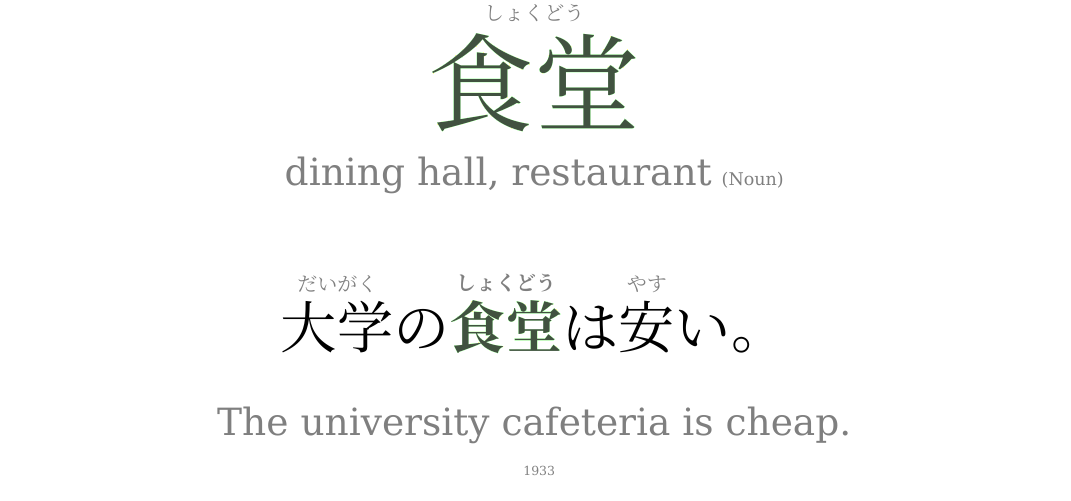 しょくどう
食堂
dining hall, restaurant (Noun)
だいがく しょくどう やす
大学の食堂は安い。
The university cafeteria is cheap.
1933